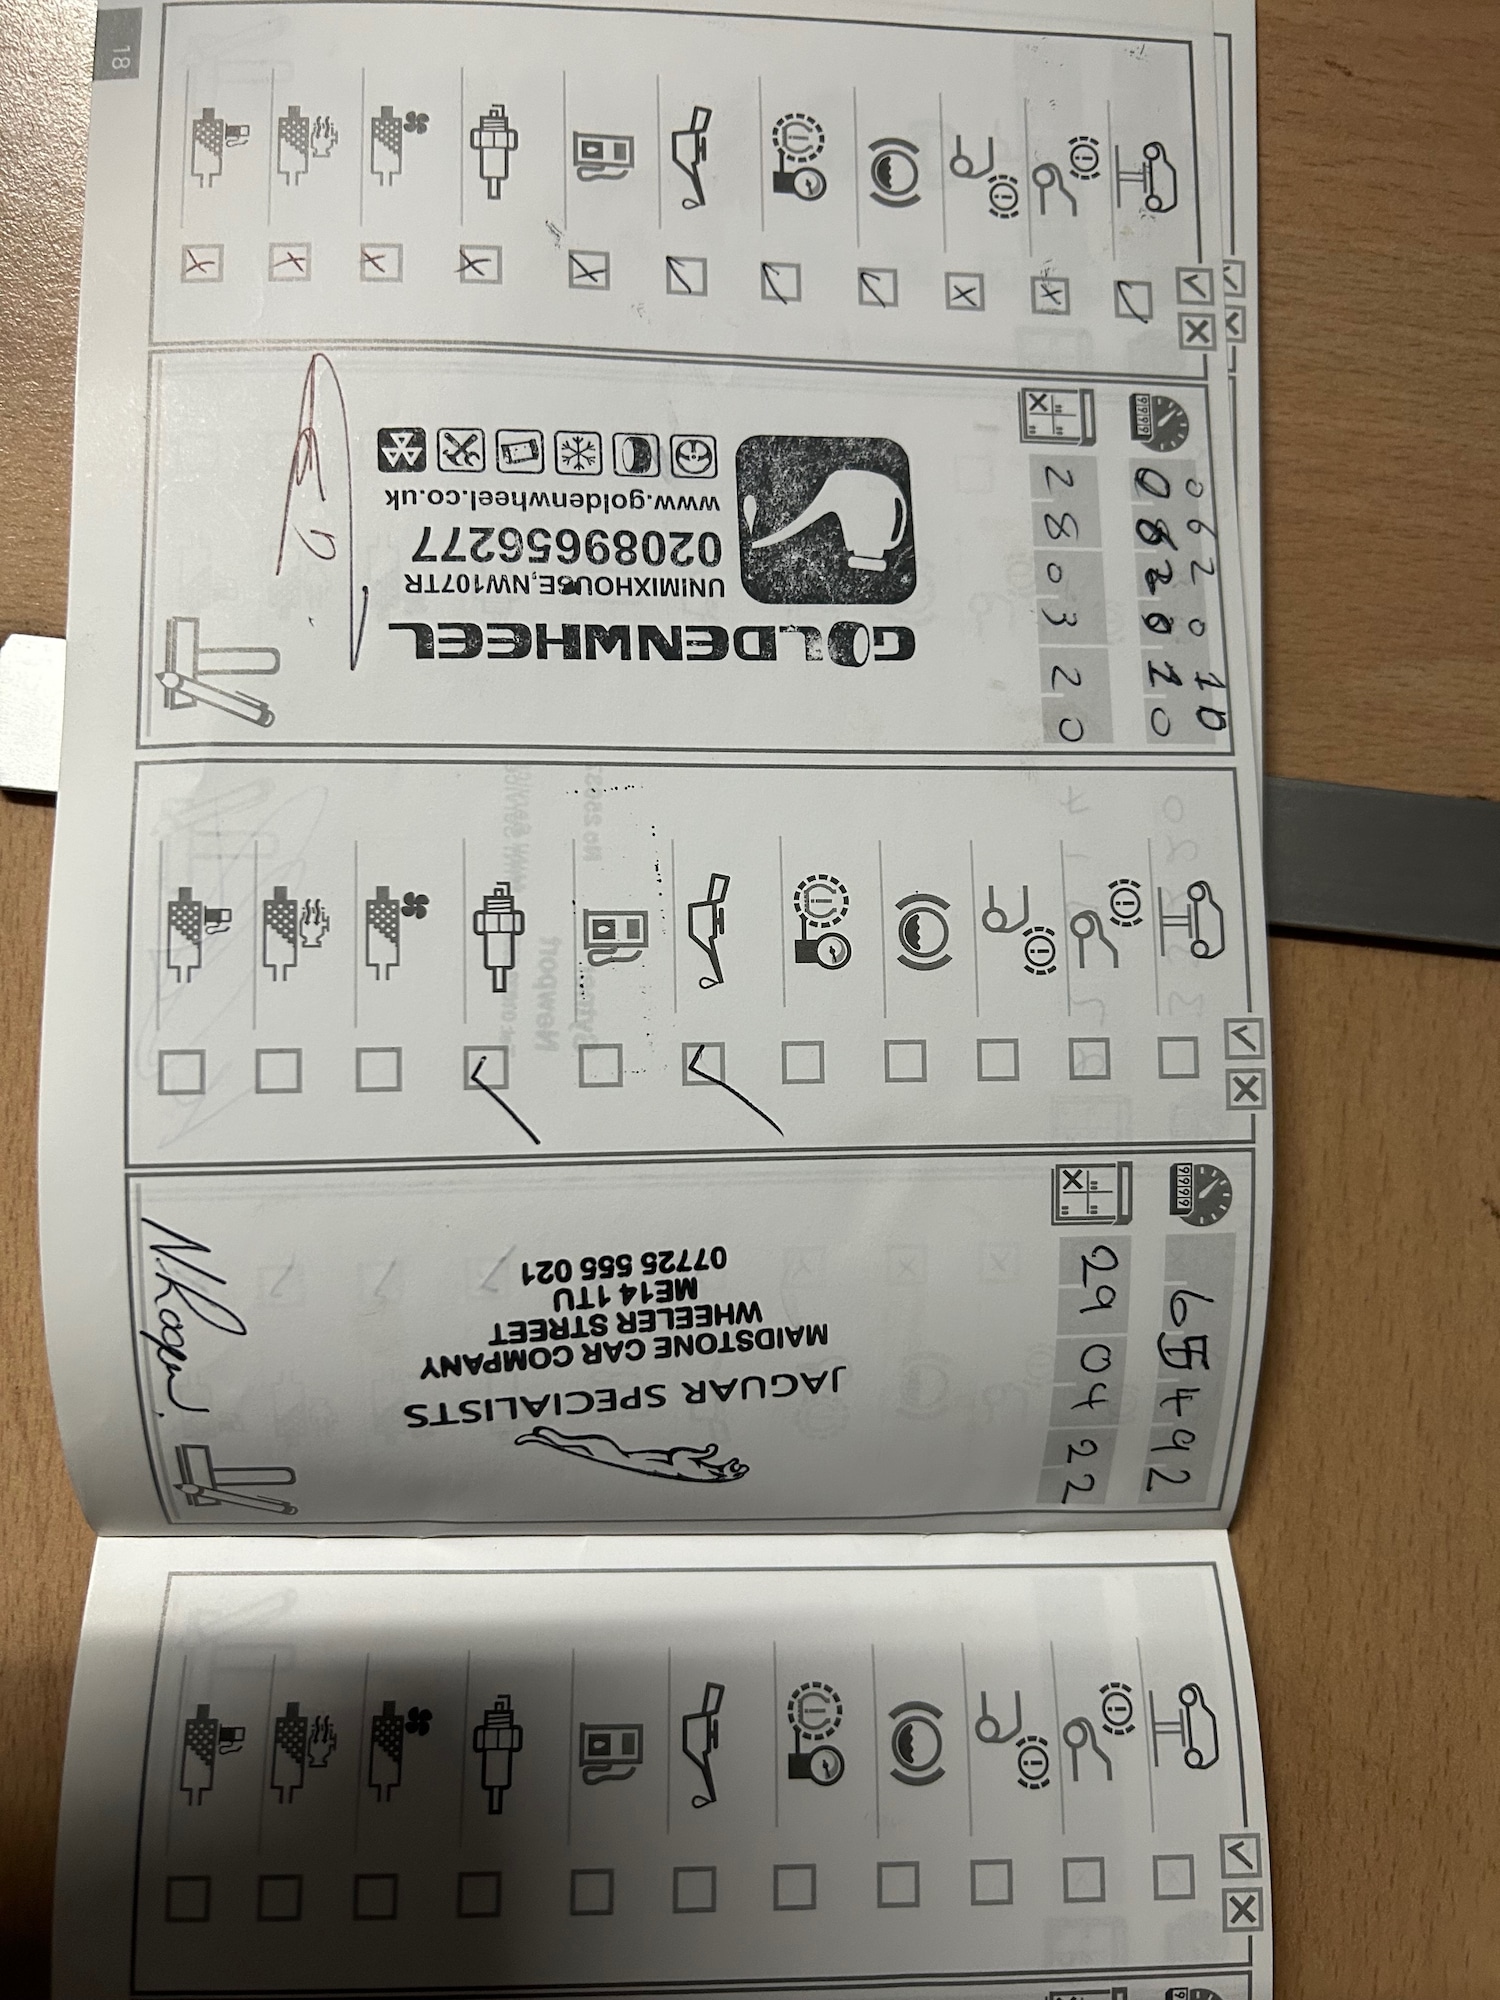 18
GOLDENWHEEL
UNIMIXHOUSE,NW107TR
02089656277
www.goldenwheel.co.uk
28 03 20
062010
JAGUAR SPECIALISTS
MAIDSTONE CAR COMPANY
WHEELER STREET
ME14 1TU
07725 555 021
29 04 22
65492